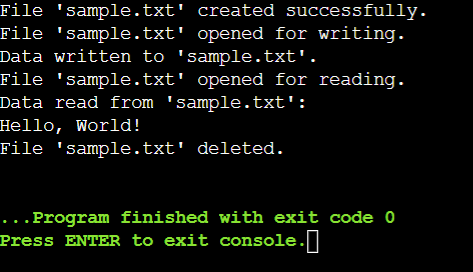 File 'sample.txt' created successfully.
File 'sample.txt' opened for writing.
Data written to 'sample.txt'.
File 'sample.txt' opened for reading.
Data read from 'sample.txt':
Hello, World!
File 'sample.txt' deleted.
...Program finished with exit code 0
Press ENTER to exit console.